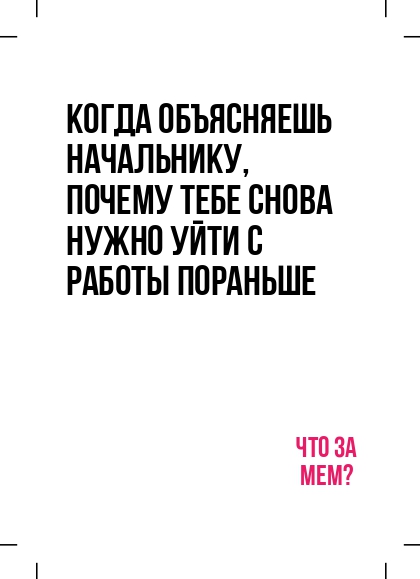 КОГДА ОБЪЯСНЯЕШЬ
НАЧАЛЬНИКУ,
ПОЧЕМУ ТЕБЕ СНОВА
НУЖНО УЙТИ С
РАБОТЫ ПОРАНЬШЕ
ЧТО ЗА
МЕМ?